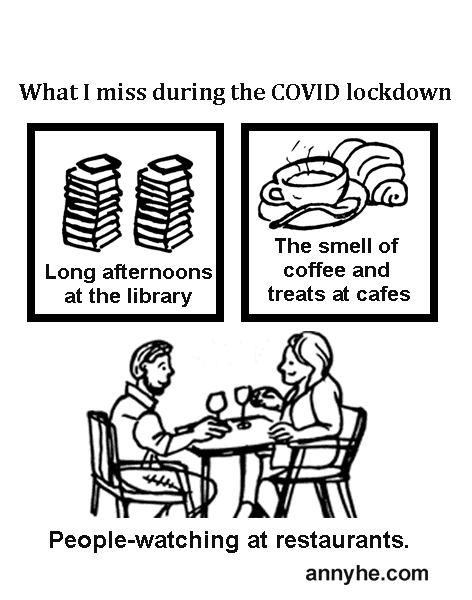 What I miss during the COVID lockdown
Long afternoons
at the library
The smell of
coffee and
treats at cafes
People-watching at restaurants.
annyhe.com